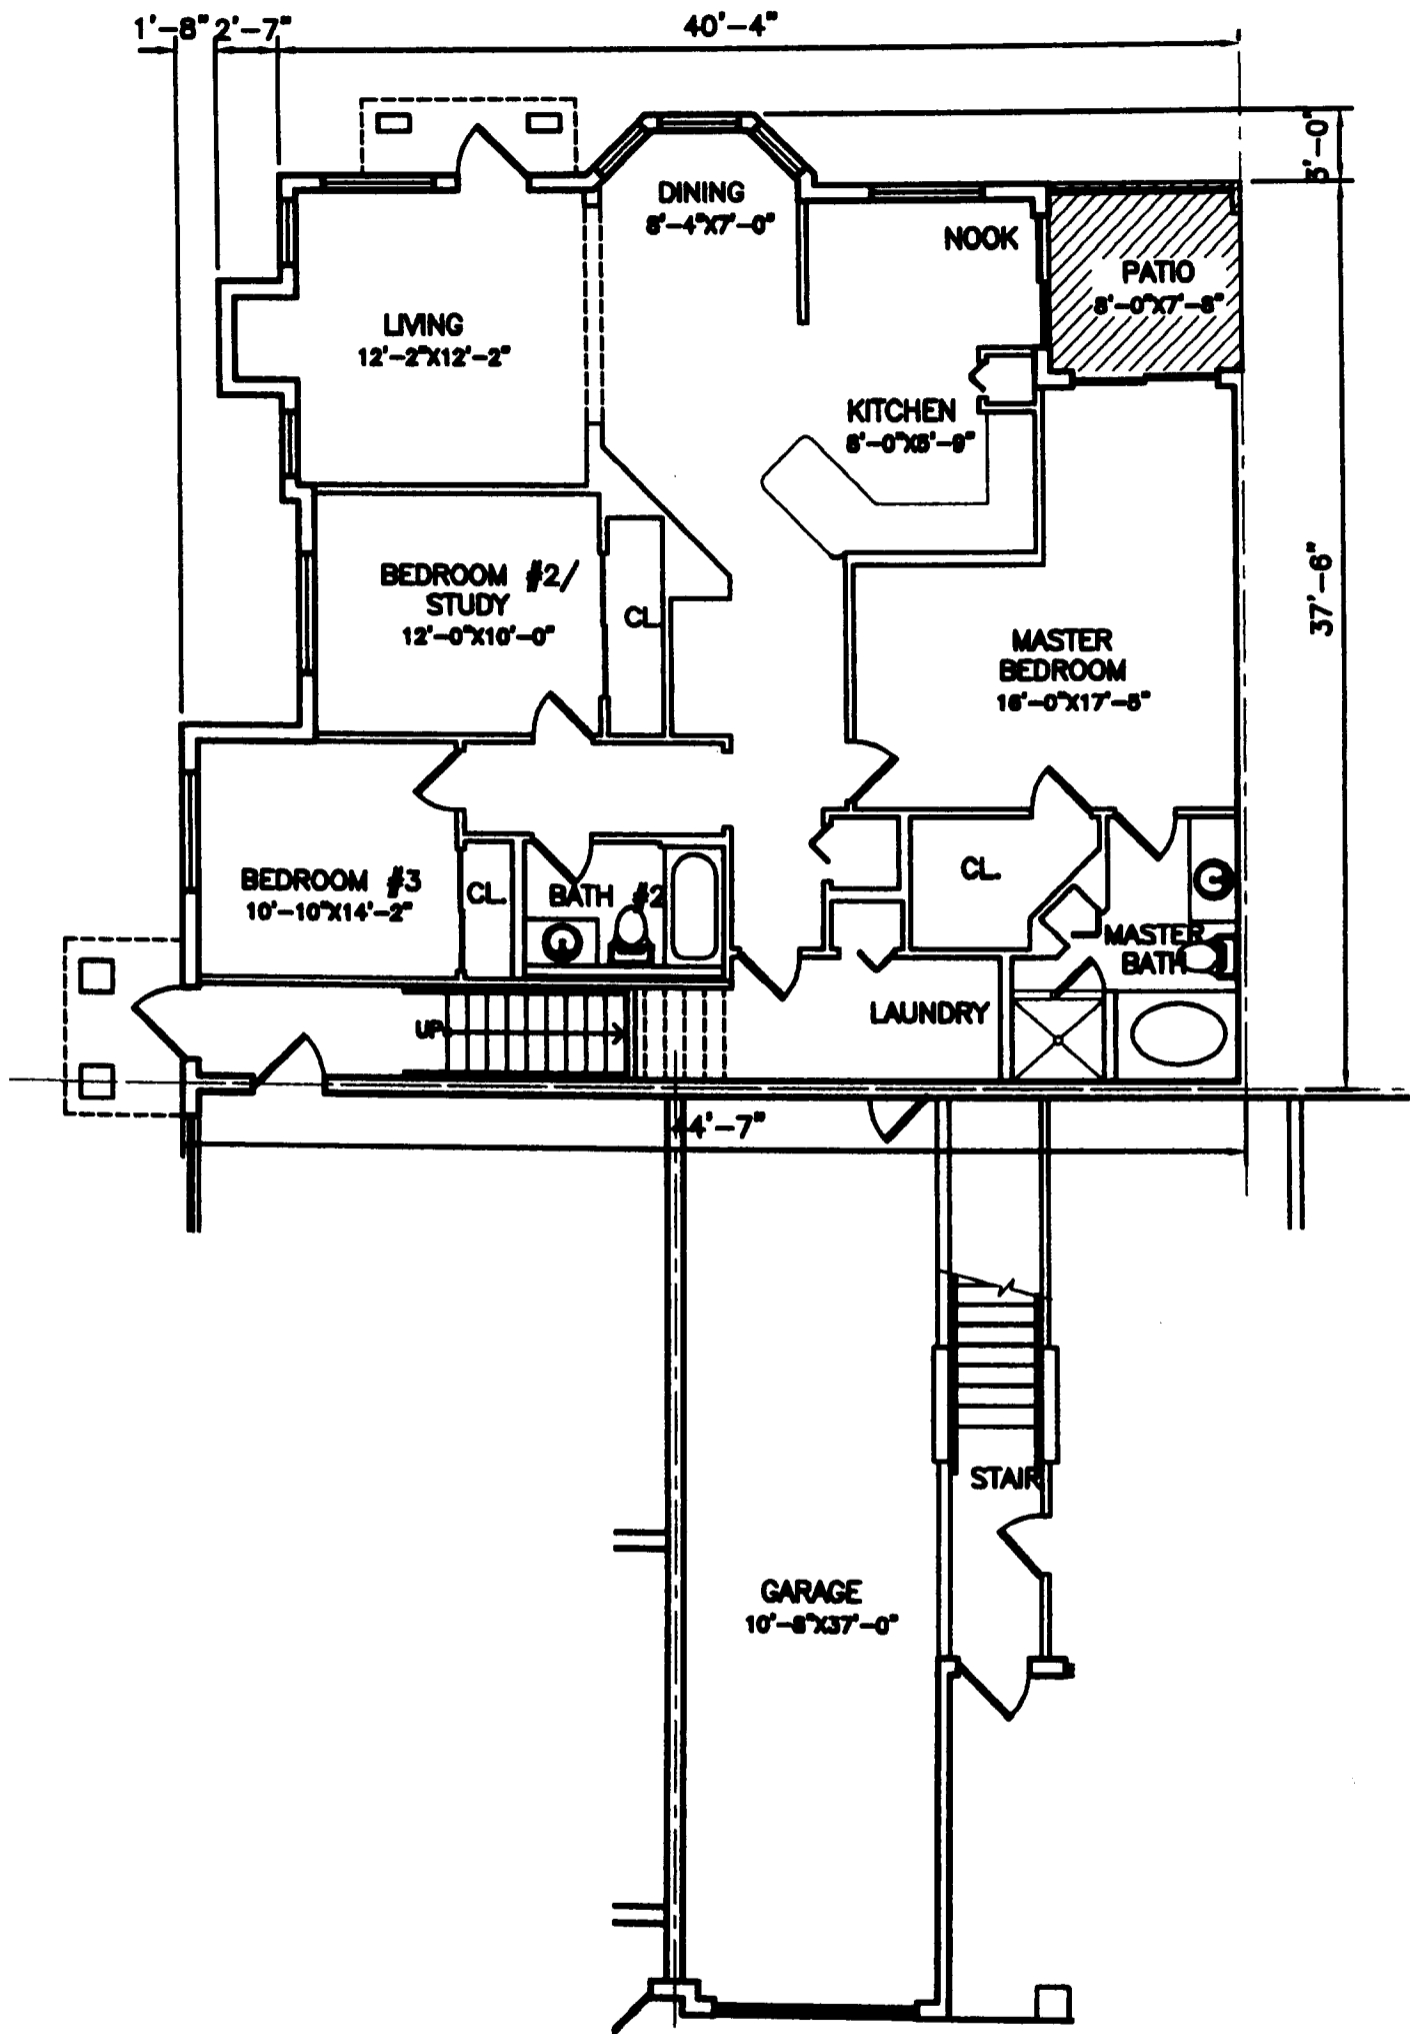 1'-8" 2'-7" 40'-4"
3'-0"
DINING
8'-4"X7'-0"
NOOK
PATIO
8'-0"X7'-8"
LIVING
12'-2"X12'-2"
KITCHEN
8'-0"X8'-9"
37'-6"
BEDROOM #2/
STUDY
12'-0"X10'-0"
CL.
MASTER
BEDROOM
16'-0"X17'-5"
BEDROOM #3
10'-10"X14'-2"
CL.
BATH #2
CL.
MASTER
BATH
UP
LAUNDRY
44'-7"
STAIR
GARAGE
10'-8"X37'-0"